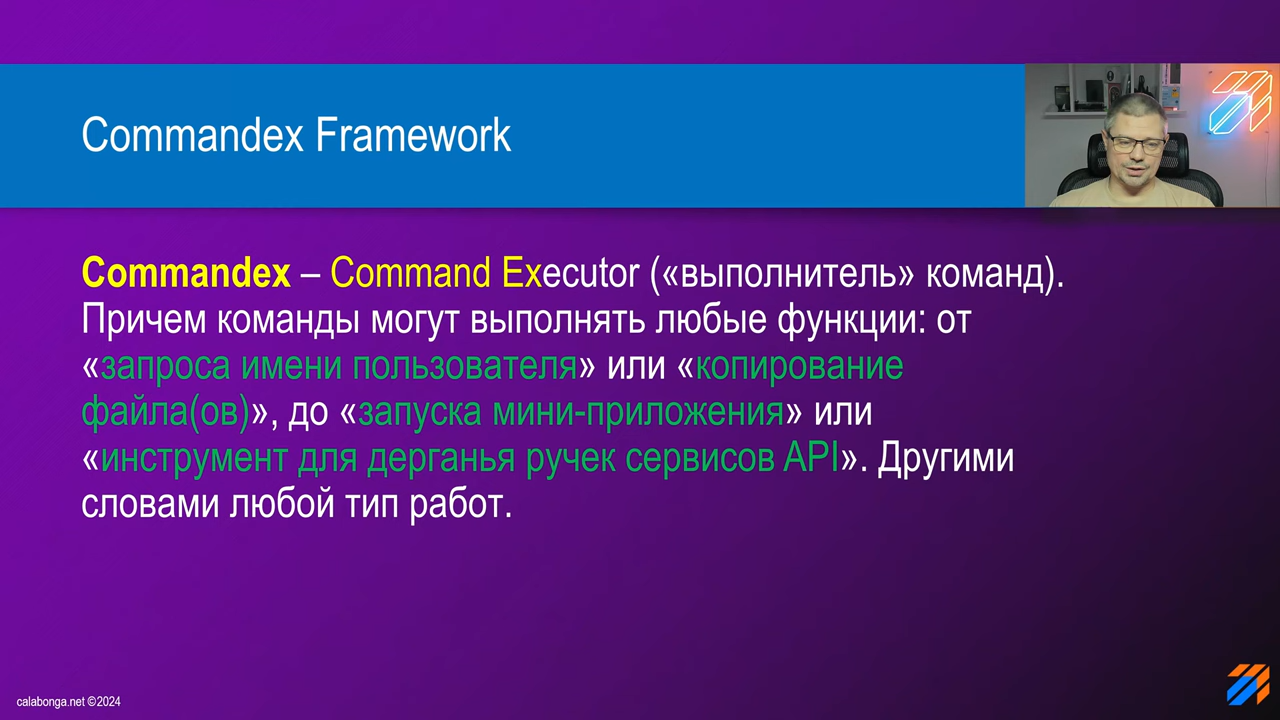 Commandex Framework
Commandex – Command Executor («выполнитель» команд).
Причем команды могут выполнять любые функции: от
«запроса имени пользователя» или «копирование
файла(ов)», до «запуска мини-приложения» или
«инструмент для дерганья ручек сервисов API». Другими
словами любой тип работ.
calabonga.net ©2024